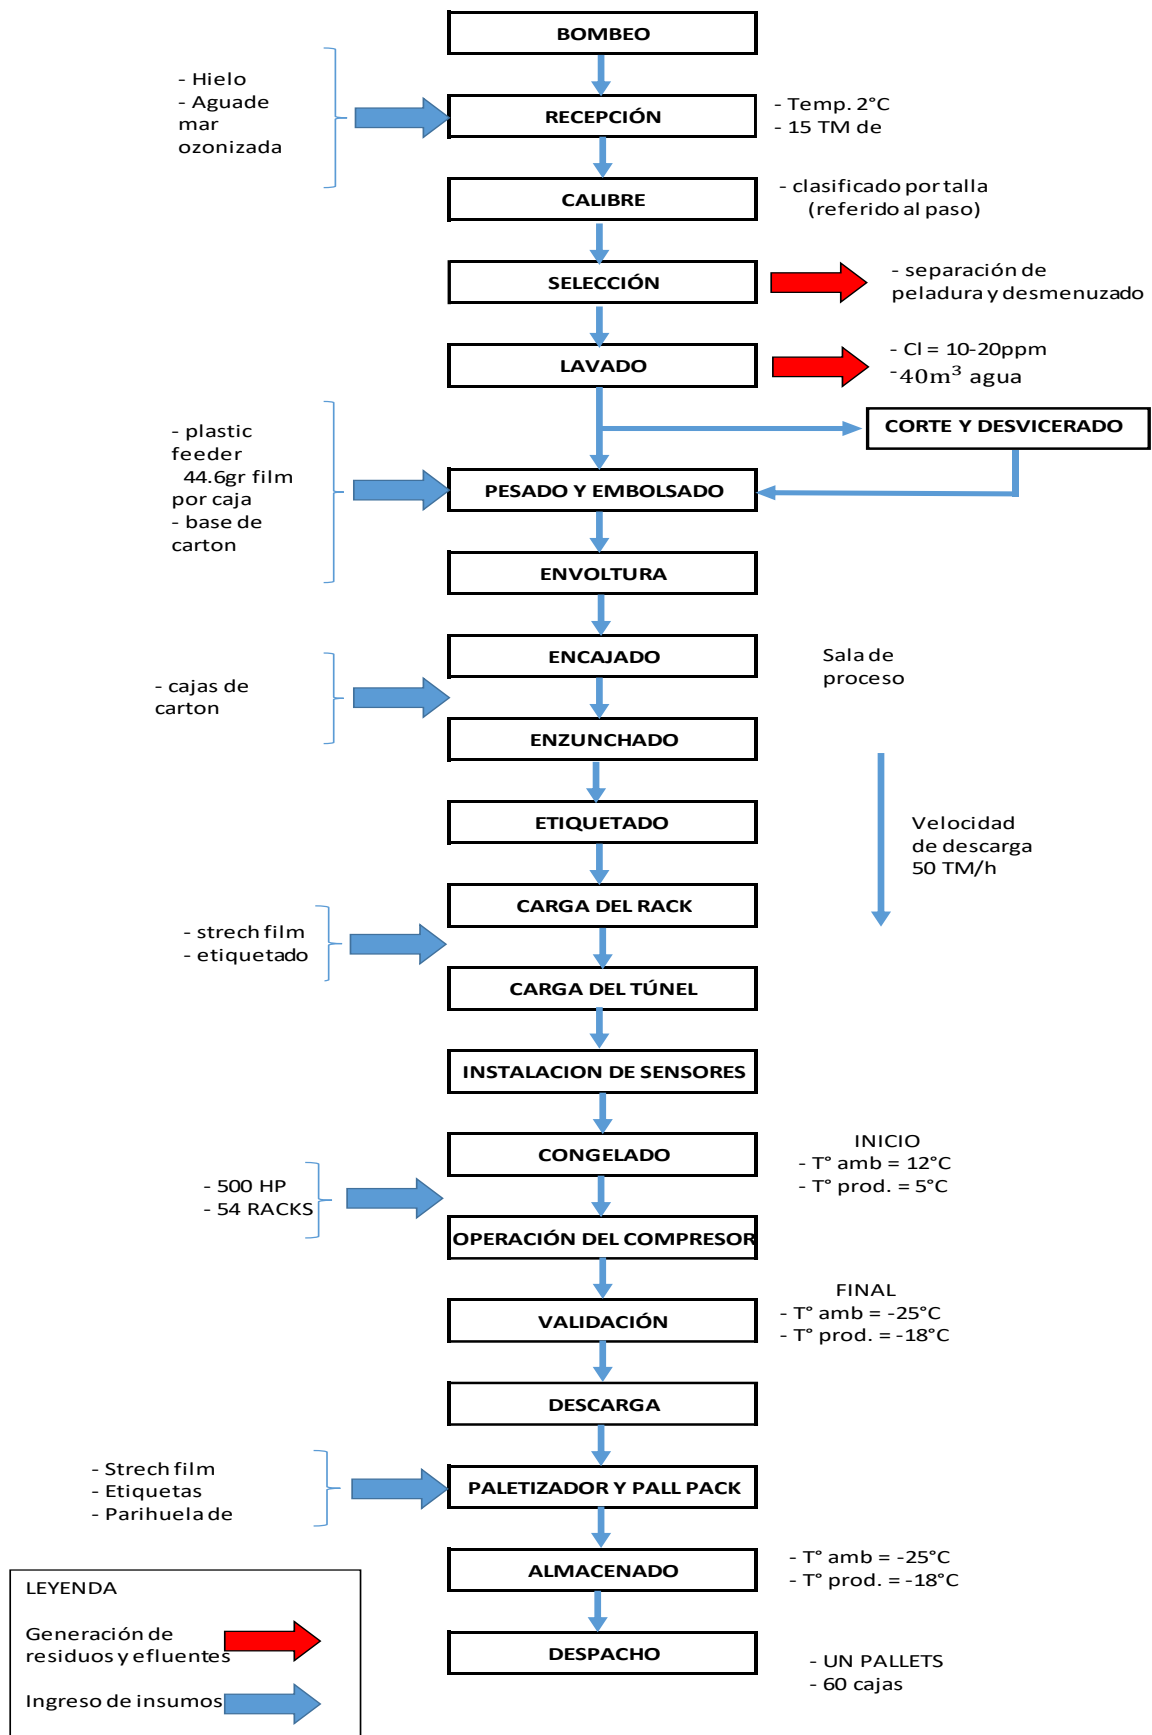 BOMBEO
- Hielo
- Aguade
mar
ozonizada
RECEPCIÓN
- Temp. 2°C
- 15 TM de
CALIBRE
- clasificado por talla
(referido al paso)
SELECCIÓN
- separación de
peladura y desmenuzado
LAVADO
- Cl = 10-20ppm
- 40m³ agua
CORTE Y DESVICERADO
- plastic
feeder
44.6gr film
por caja
- base de
carton
PESADO Y EMBOLSADO
ENVOLTURA
ENCAJADO
Sala de
proceso
- cajas de
carton
ENZUNCHADO
ETIQUETADO
Velocidad
de descarga
50 TM/h
CARGA DEL RACK
- strech film
- etiquetado
CARGA DEL TÚNEL
INSTALACION DE SENSORES
CONGELADO
INICIO
- T° amb = 12°C
- T° prod. = 5°C
- 500 HP
- 54 RACKS
OPERACIÓN DEL COMPRESOR
VALIDACIÓN
FINAL
- T° amb = -25°C
- T° prod. = -18°C
DESCARGA
- Strech film
- Etiquetas
- Parihuela de
PALETIZADOR Y PALL PACK
ALMACENADO
- T° amb = -25°C
- T° prod. = -18°C
DESPACHO
- UN PALLETS
- 60 cajas
LEYENDA
Generación de
residuos y efluentes
Ingreso de insumos